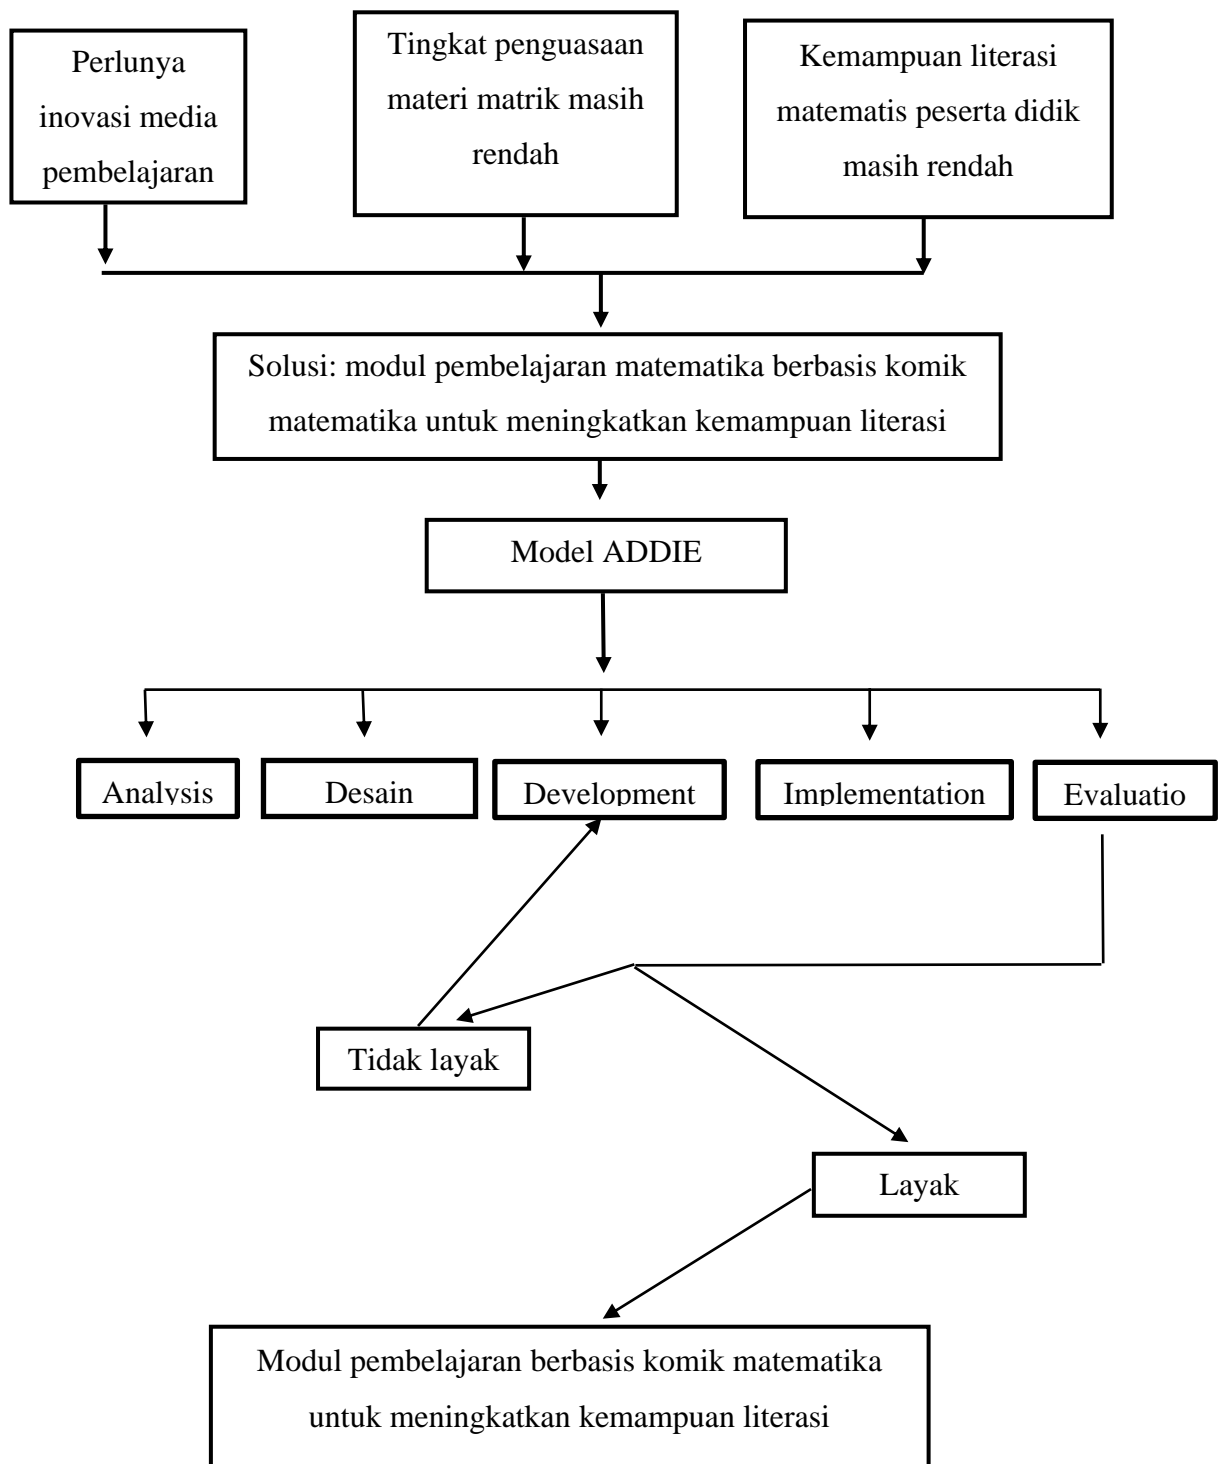 Perlunya
inovasi media
pembelajaran
Tingkat penguasaan
materi matrik masih
rendah
Kemampuan literasi
matematis peserta didik
masih rendah
Solusi: modul pembelajaran matematika berbasis komik
matematika untuk meningkatkan kemampuan literasi
Model ADDIE
Analysis
Desain
Development
Implementation
Evaluatio
Tidak layak
Layak
Modul pembelajaran berbasis komik matematika
untuk meningkatkan kemampuan literasi